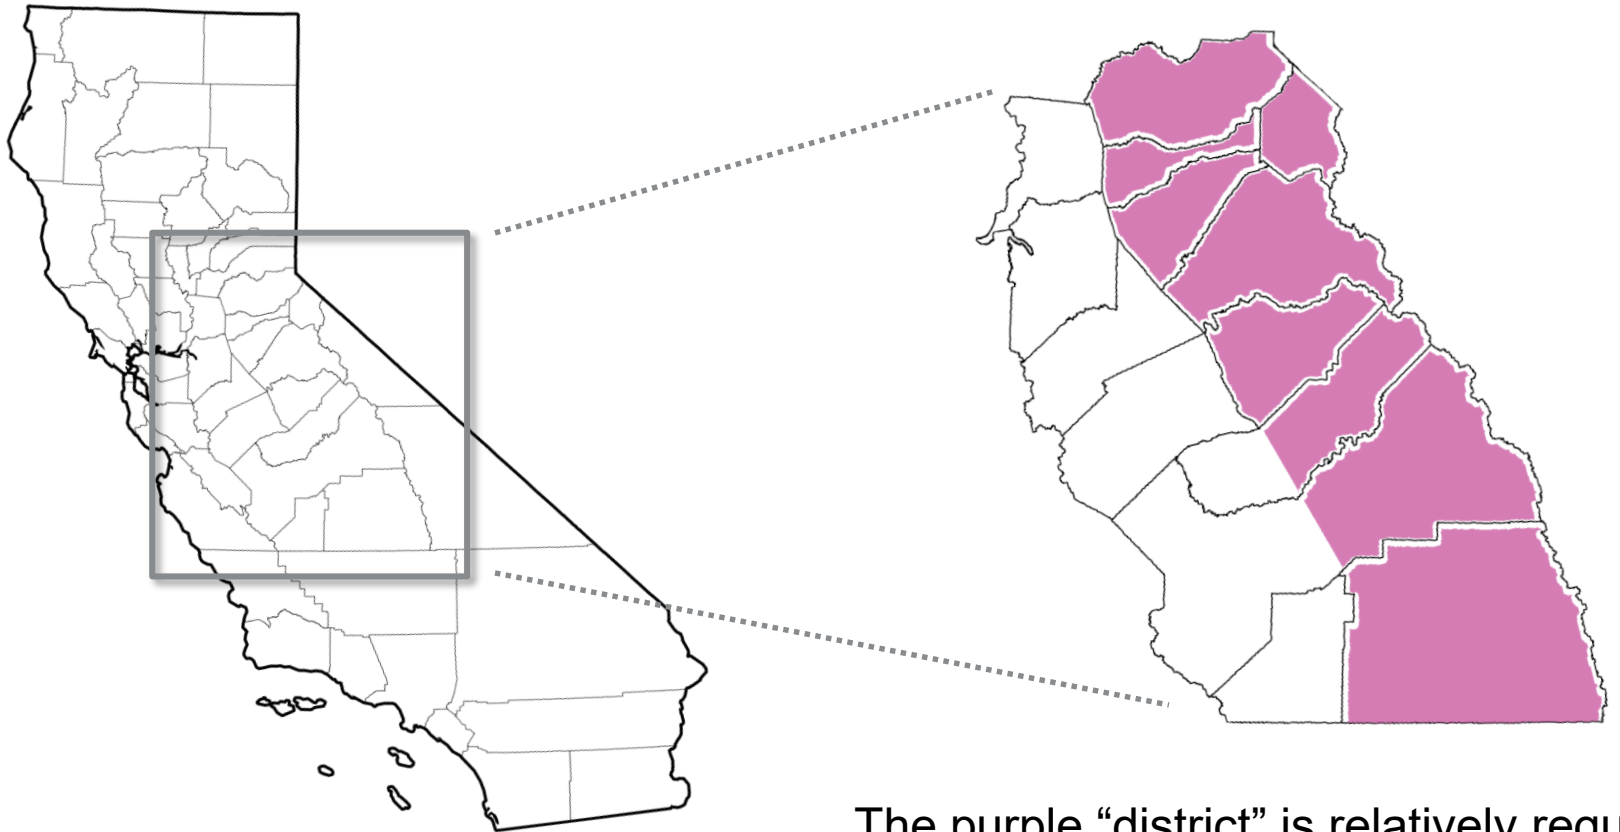 The purple “district” is relatively